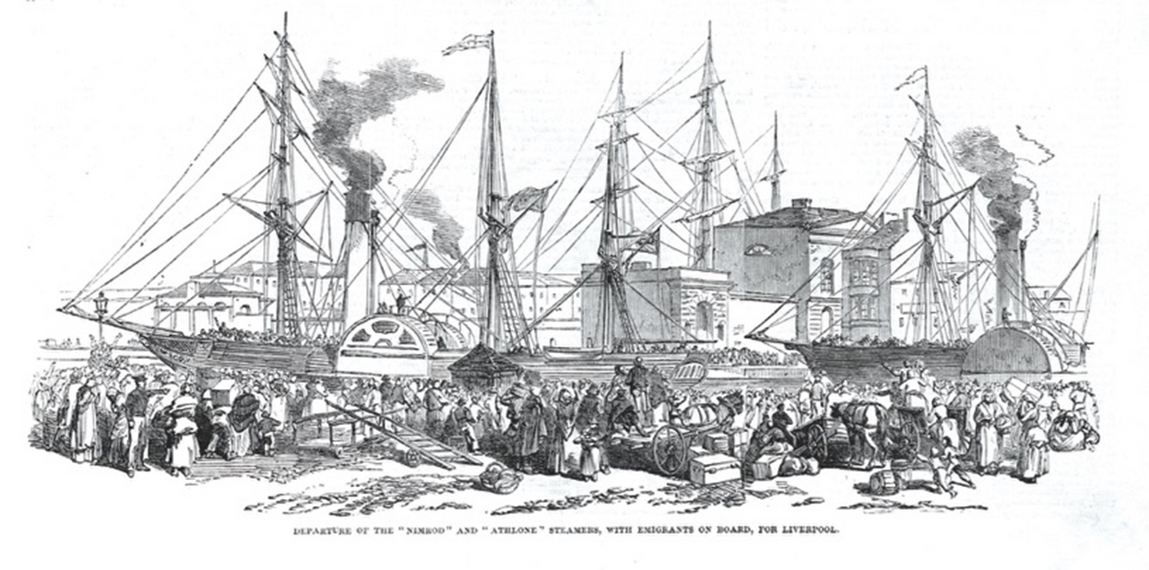 DEPARTURE OF THE "NIMROD" AND "ATHLONE" STEAMERS, WITH EMIGRANTS ON BOARD, FOR LIVERPOOL.